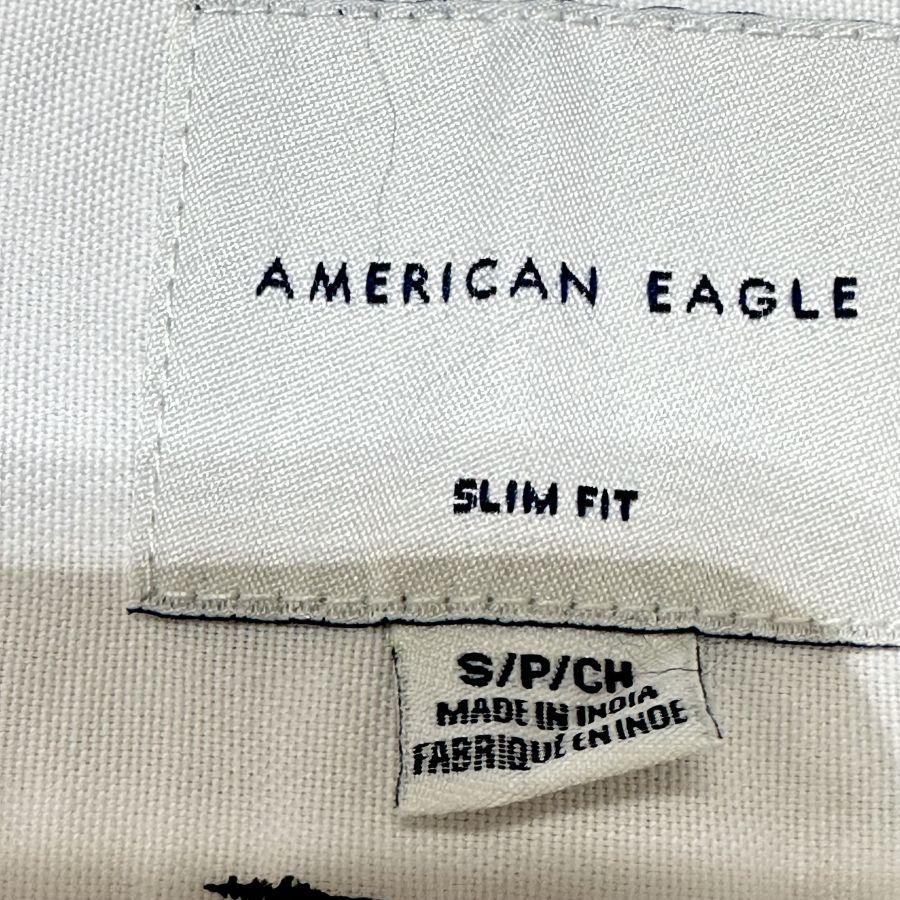 AMERICAN EAGLE
SLIM FIT
S/P/CH
MADE IN INDIA
FABRIQUÉ EN INDE